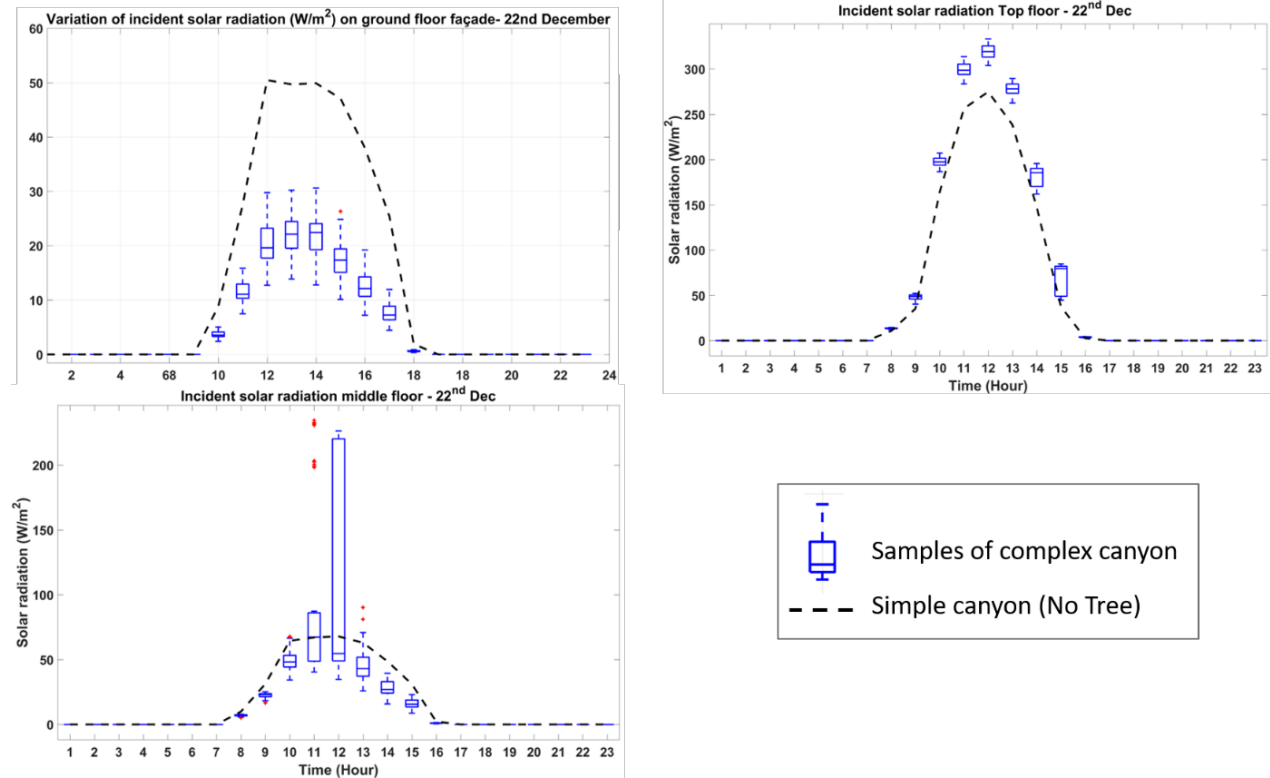 Variation of incident solar radiation (W/m²) on ground floor façade- 22nd December
60
50
40
30
20
10
0
2 4 68 10 12 14 16 18 20 22 24
Incident solar radiation Top floor - 22nd Dec
Solar radiation (W/m²)
300
250
200
150
100
50
0
1 2 3 4 5 6 7 8 9 10 11 12 13 14 15 16 17 18 19 20 21 22 23
Time (Hour)
Incident solar radiation middle floor - 22nd Dec
Solar radiation (W/m²)
200
150
100
50
0
1 2 3 4 5 6 7 8 9 10 11 12 13 14 15 16 17 18 19 20 21 22 23
Time (Hour)
Samples of complex canyon
Simple canyon (No Tree)